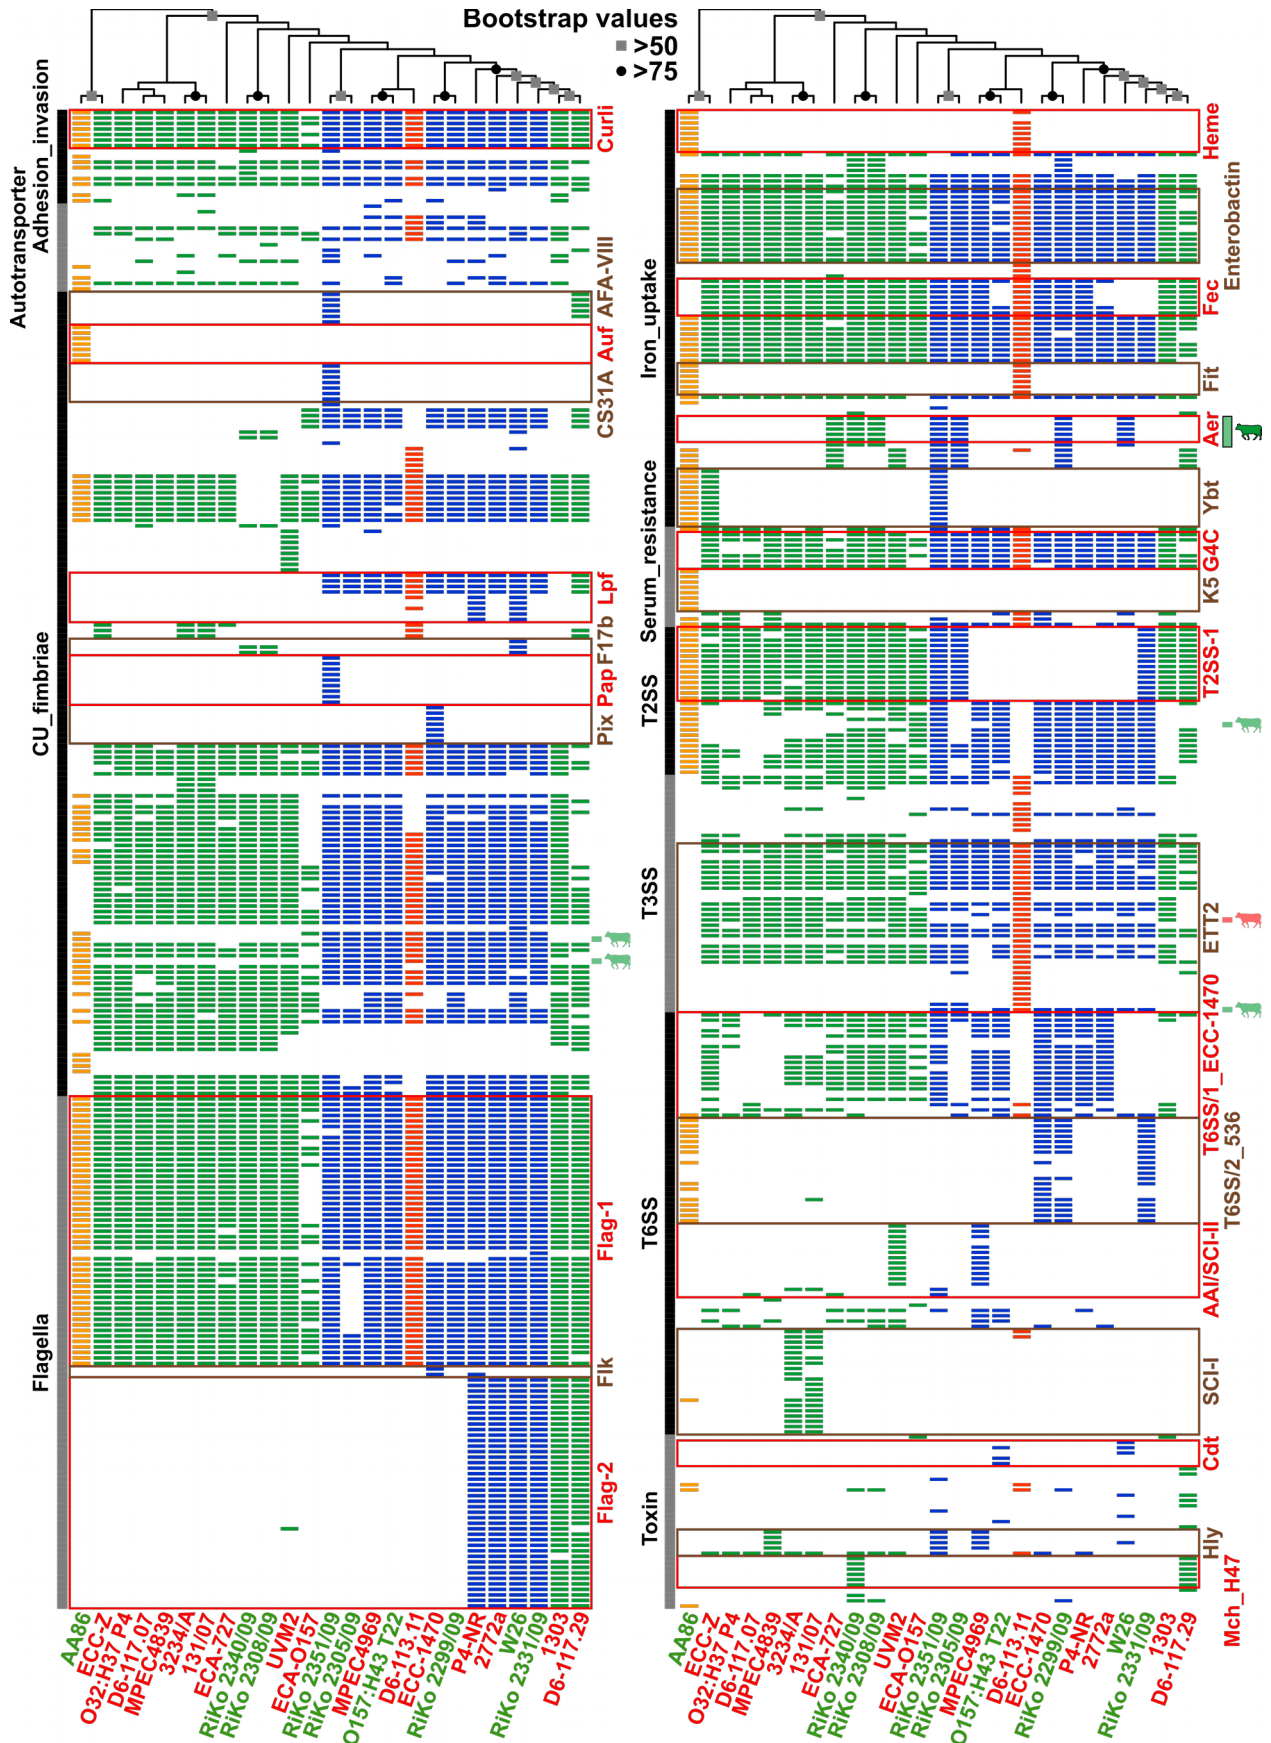 Bootstrap values
>50
>75
Autotransporter
Adhesion_invasion
CU_fimbriae
Flagella
Curli
AFA-VIII
Auf
CS31A
Lpf
F17b
Pap
Pix
Flag-1
Flk
Flag-2
AA86
ECC-Z
O32:H37 P4
D6-117.07
MPEC4839
3234/A
131/07
ECA-727
RiKo 2340/09
RiKo 2308/09
UVM2
ECA-O157
RiKo 2351/09
RiKo 2305/09
MPEC4969
O157:H43 T22
D6-113.11
ECC-1470
RiKo 2299/09
P4-NR
2772a
W26
RiKo 2331/09
1303
D6-117.29
Iron_uptake
Serum_resistance
T2SS
T3SS
T6SS
Toxin
Heme
Enterobactin
Fec
Fit
Aer
Ybt
G4C
K5
T2SS-1
ETT2
T6SS/1_ECC-1470
T6SS/2_536
AAI/SCI-II
SCI-I
Cdt
Hly
Mch_H47
AA86
ECC-Z
O32:H37 P4
D6-117.07
MPEC4839
3234/A
131/07
ECA-727
RiKo 2340/09
RiKo 2308/09
UVM2
ECA-O157
RiKo 2351/09
RiKo 2305/09
MPEC4969
O157:H43 T22
D6-113.11
ECC-1470
RiKo 2299/09
P4-NR
2772a
W26
RiKo 2331/09
1303
D6-117.29